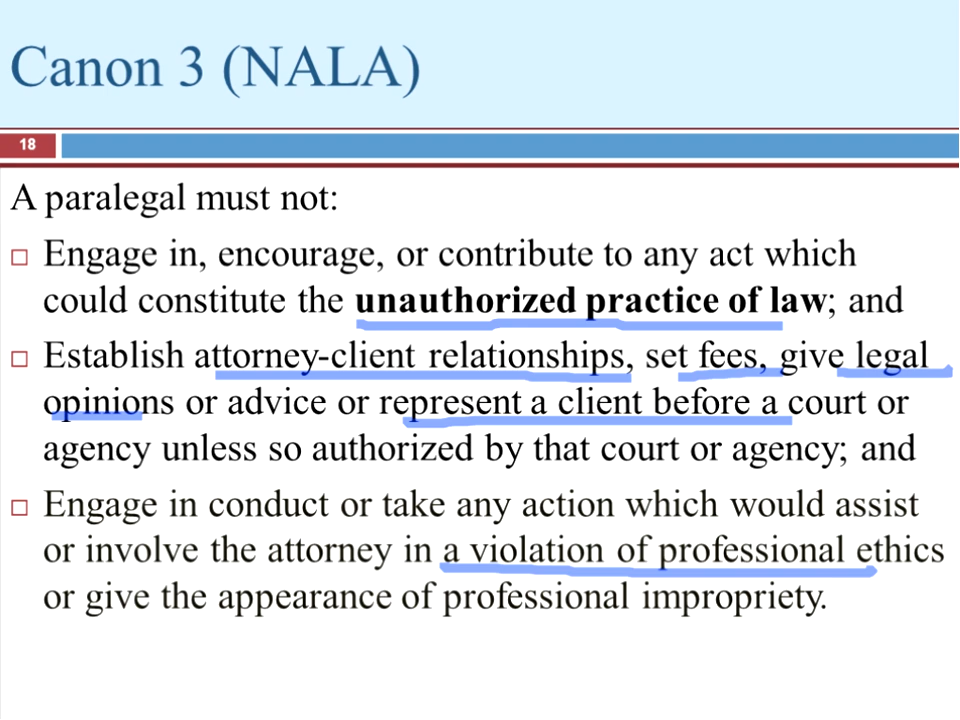 Canon 3 (NALA)
18
A paralegal must not:
Engage in, encourage, or contribute to any act which
could constitute the unauthorized practice of law; and
Establish attorney-client relationships, set fees, give legal
opinions or advice or represent a client before a court or
agency unless so authorized by that court or agency; and
Engage in conduct or take any action which would assist
or involve the attorney in a violation of professional ethics
or give the appearance of professional impropriety.